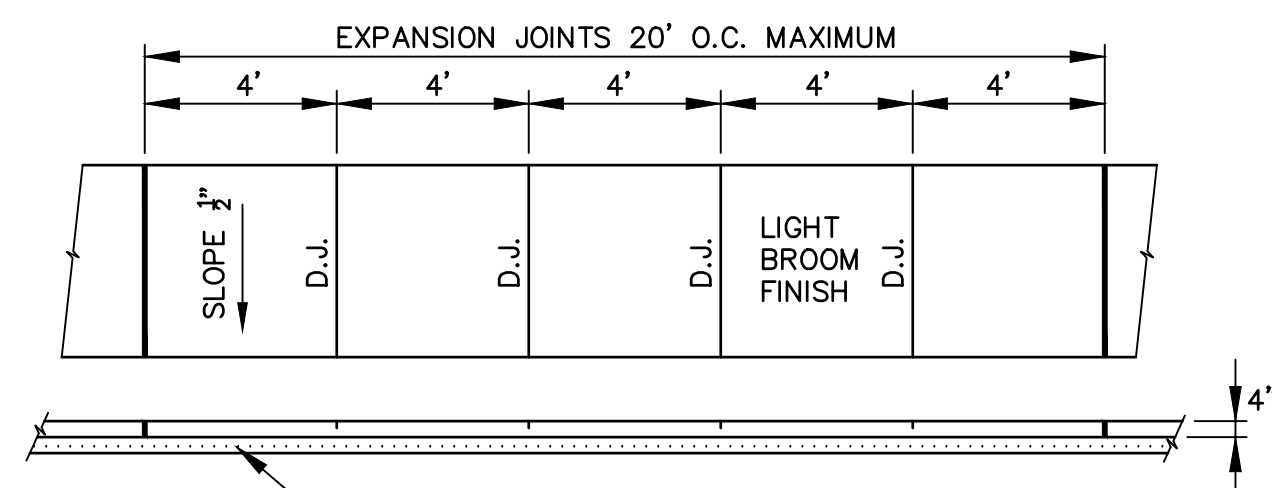 EXPANSION JOINTS 20' O.C. MAXIMUM
4' 4' 4' 4' 4'
SLOPE 1/2"
D.J.
D.J.
D.J.
LIGHT
BROOM
FINISH
D.J.
4'